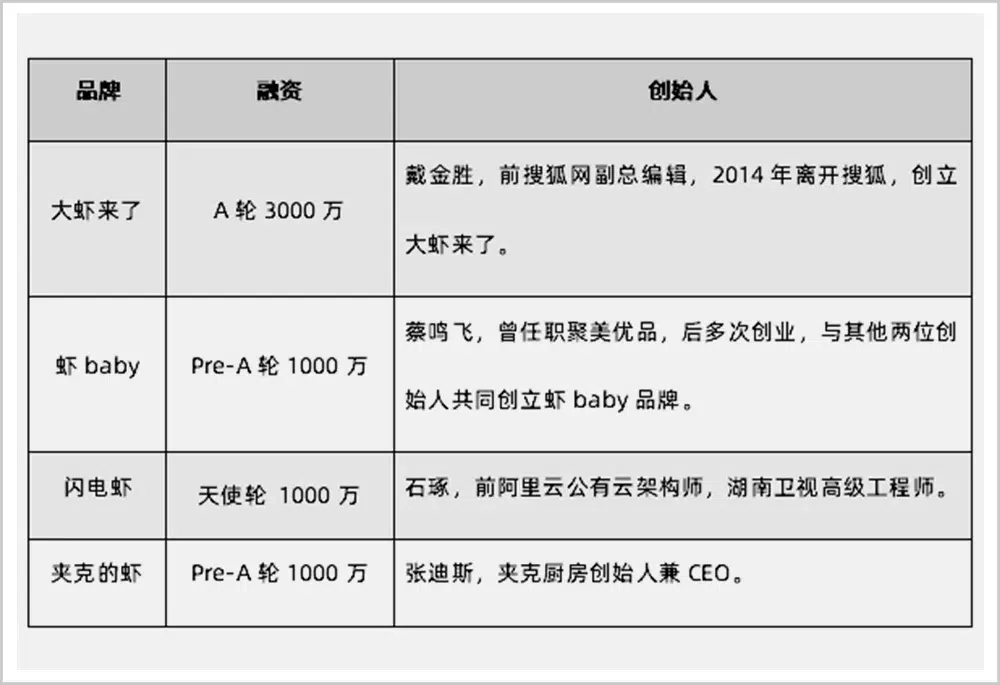 品牌 融资 创始人
大虾来了 A 轮 3000 万 戴金胜，前搜狐网副总编辑，2014 年离开搜狐，创立
大虾来了。
虾 baby Pre-A 轮 1000 万 蔡鸣飞，曾任职聚美优品，后多次创业，与其他两位创
始人共同创立虾 baby 品牌。
闪电虾 天使轮 1000 万 石琢，前阿里云公有云架构师，湖南卫视高级工程师。
夹克的虾 Pre-A 轮 1000 万 张迪斯，夹克厨房创始人兼 CEO。